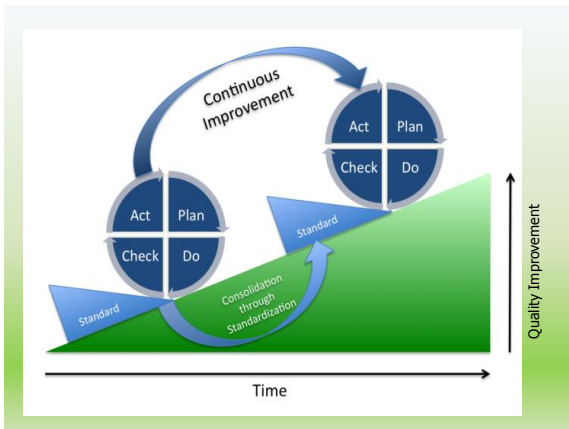 Continuous
Improvement
Act
Plan
Check
Do
Act
Plan
Check
Do
Standard
Standard
Consolidation
through
Standardization
Quality Improvement
Time